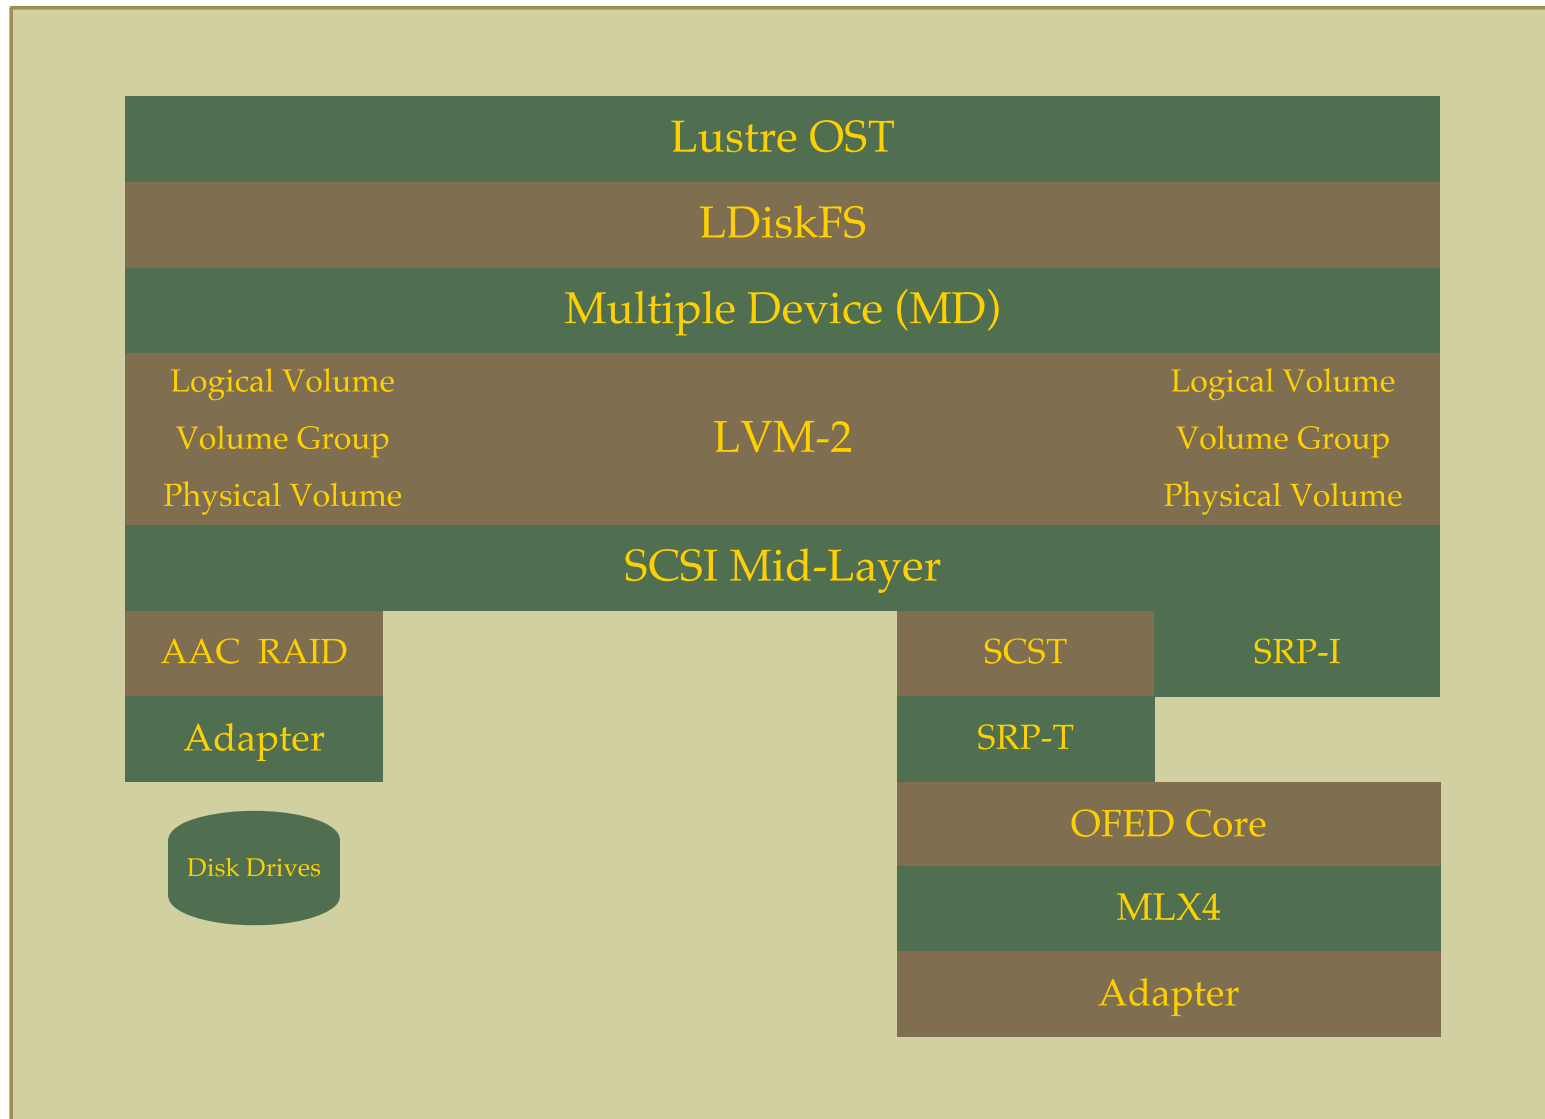 Lustre OST
LDiskFS
Multiple Device (MD)
Logical Volume
Volume Group
Physical Volume
LVM-2
Logical Volume
Volume Group
Physical Volume
SCSI Mid-Layer
AAC  RAID
SCST
SRP-I
Adapter
SRP-T
Disk Drives
OFED Core
MLX4
Adapter